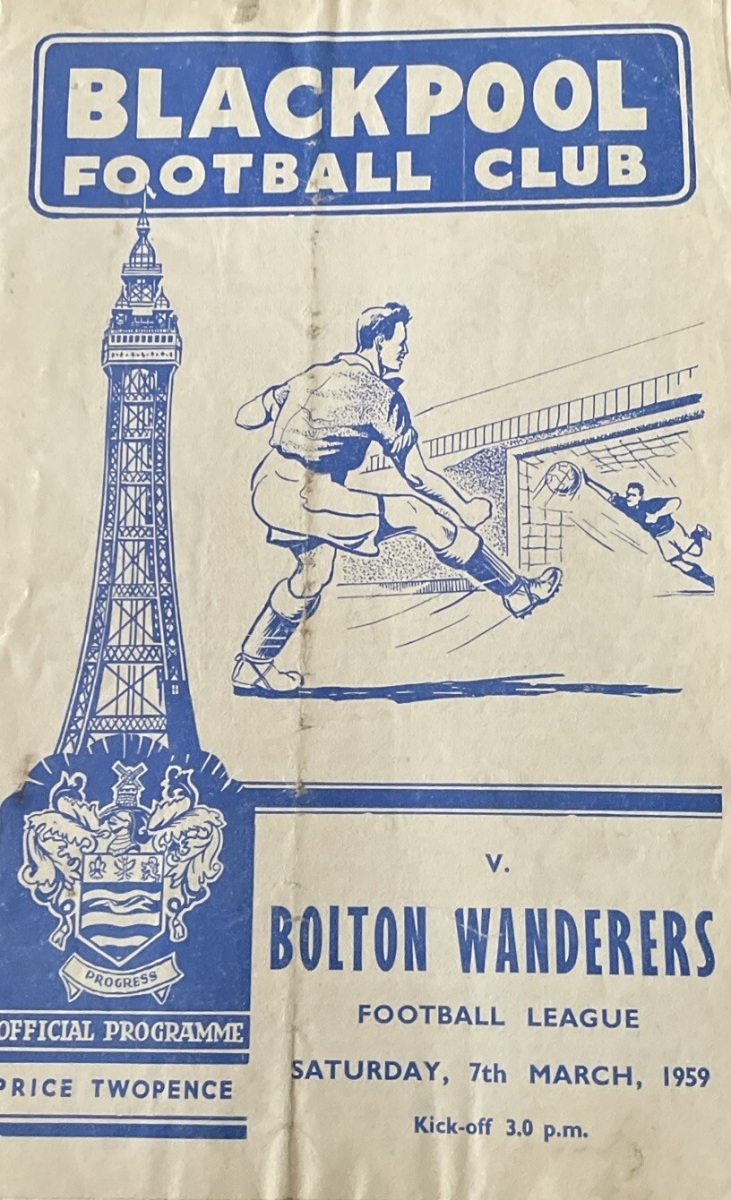 BLACKPOOL
FOOTBALL CLUB
V.
BOLTON WANDERERS
FOOTBALL LEAGUE
SATURDAY, 7th MARCH, 1959
Kick-off 3.0 p.m.
PROGRESS
OFFICIAL PROGRAMME
PRICE TWOPENCE